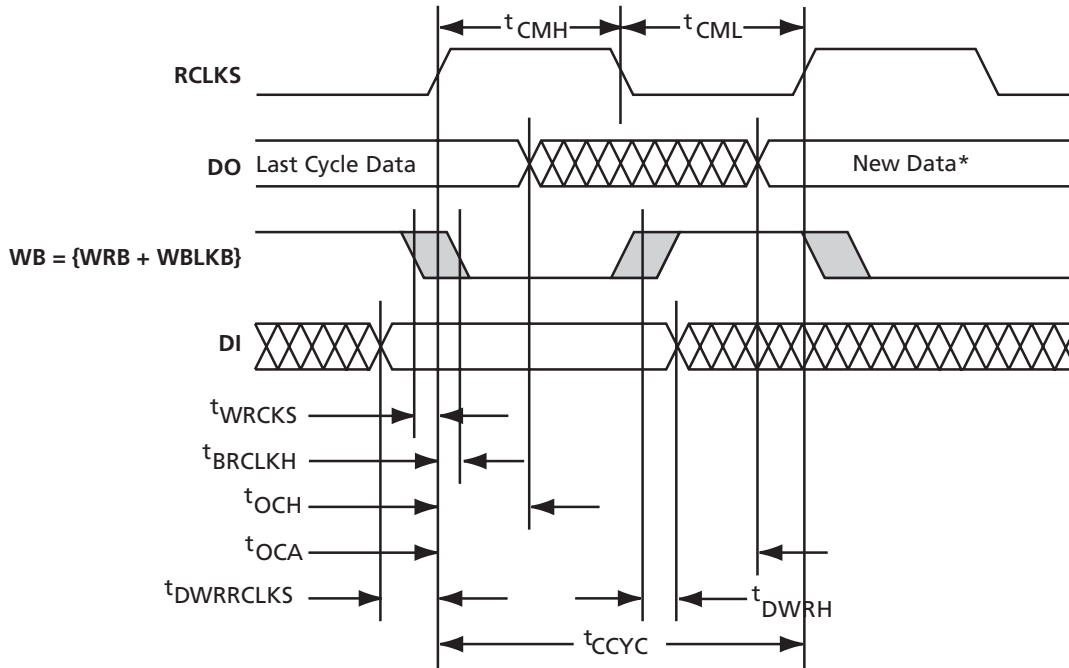 tCMH tCML
RCLKS
DO Last Cycle Data New Data*
WB = {WRB + WBLKB}
DI
tWRCKS
tBRCLKH
tOCH
tOCA
tDWRRCLKS tDWRH
tCCYC